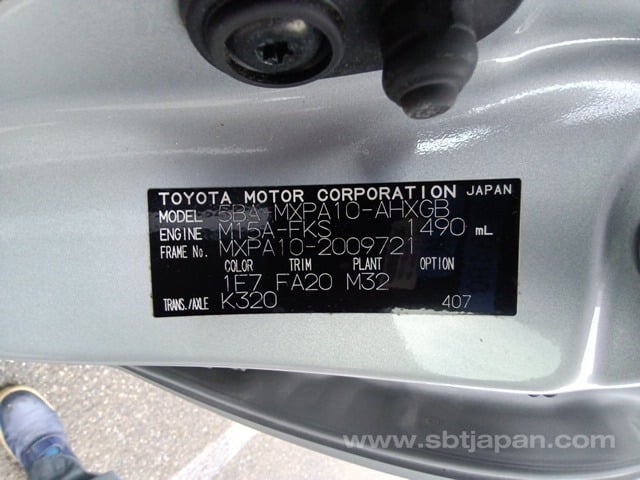 TOYOTA MOTOR CORPORATION JAPAN
MODEL 5BA-MXPA10-AHXGB
ENGINE M15A-FKS 1490 mL
FRAME No. MXPA10-2009721
COLOR TRIM PLANT OPTION
1E7 FA20 M32
TRANS./AXLE K320 407
www.sbtjapan.com